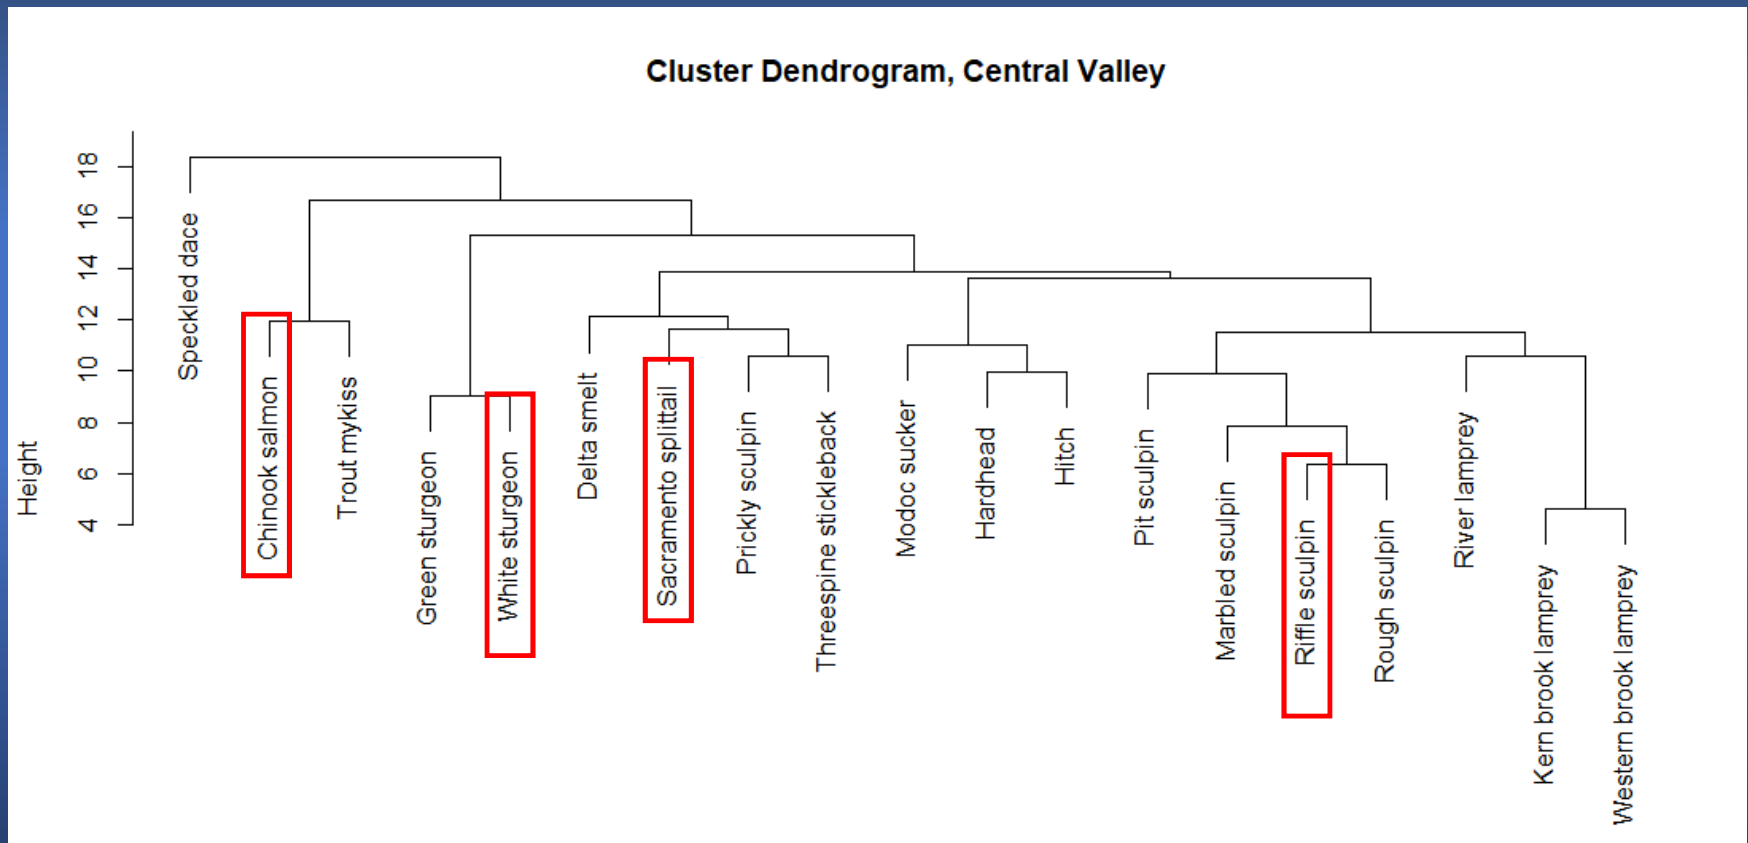 Cluster Dendrogram, Central Valley
Height
18
16
14
12
10
8
6
4
Speckled dace
Chinook salmon
Trout mykiss
Green sturgeon
White sturgeon
Delta smelt
Sacramento splittail
Prickly sculpin
Threespine stickleback
Modoc sucker
Hardhead
Hitch
Pit sculpin
Marbled sculpin
Riffle sculpin
Rough sculpin
River lamprey
Kern brook lamprey
Western brook lamprey